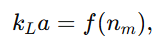 k_L a = f(n_m),